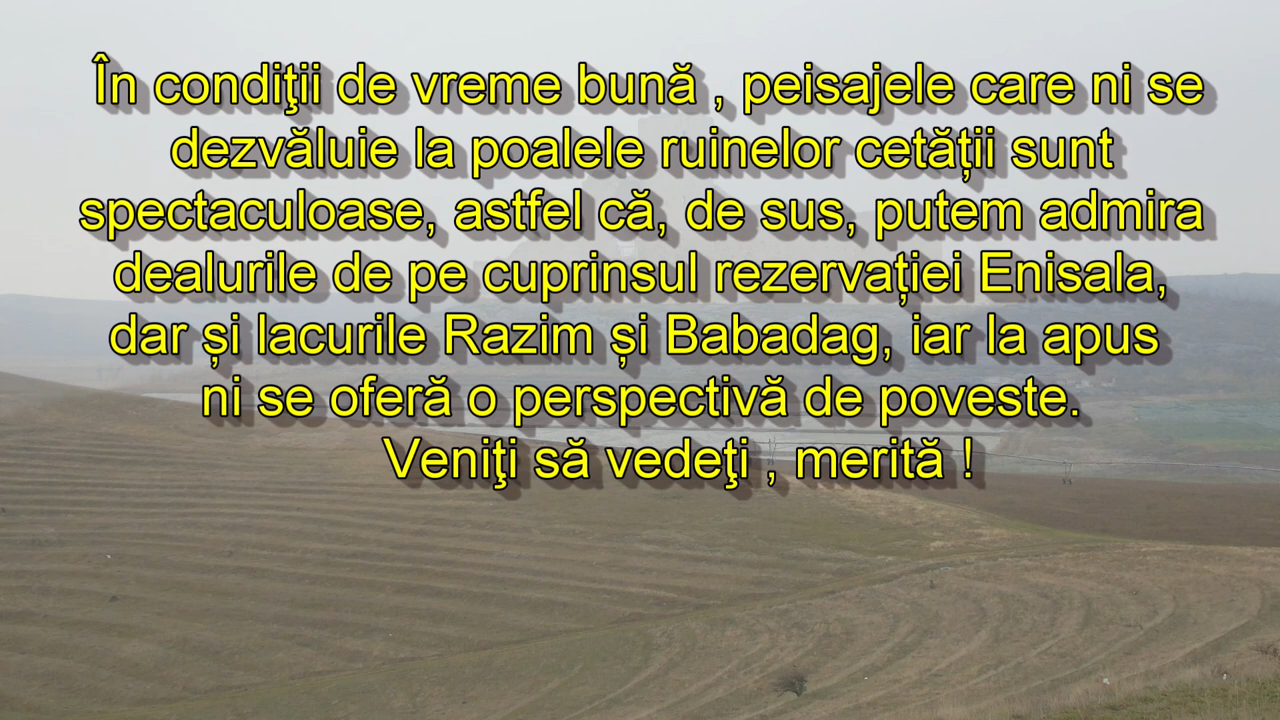 În condiţii de vreme bună , peisajele care ni se
dezvăluie la poalele ruinelor cetății sunt
spectaculoase, astfel că, de sus, putem admira
dealurile de pe cuprinsul rezervației Enisala,
dar și lacurile Razim și Babadag, iar la apus
ni se oferă o perspectivă de poveste.
Veniţi să vedeţi , merită !